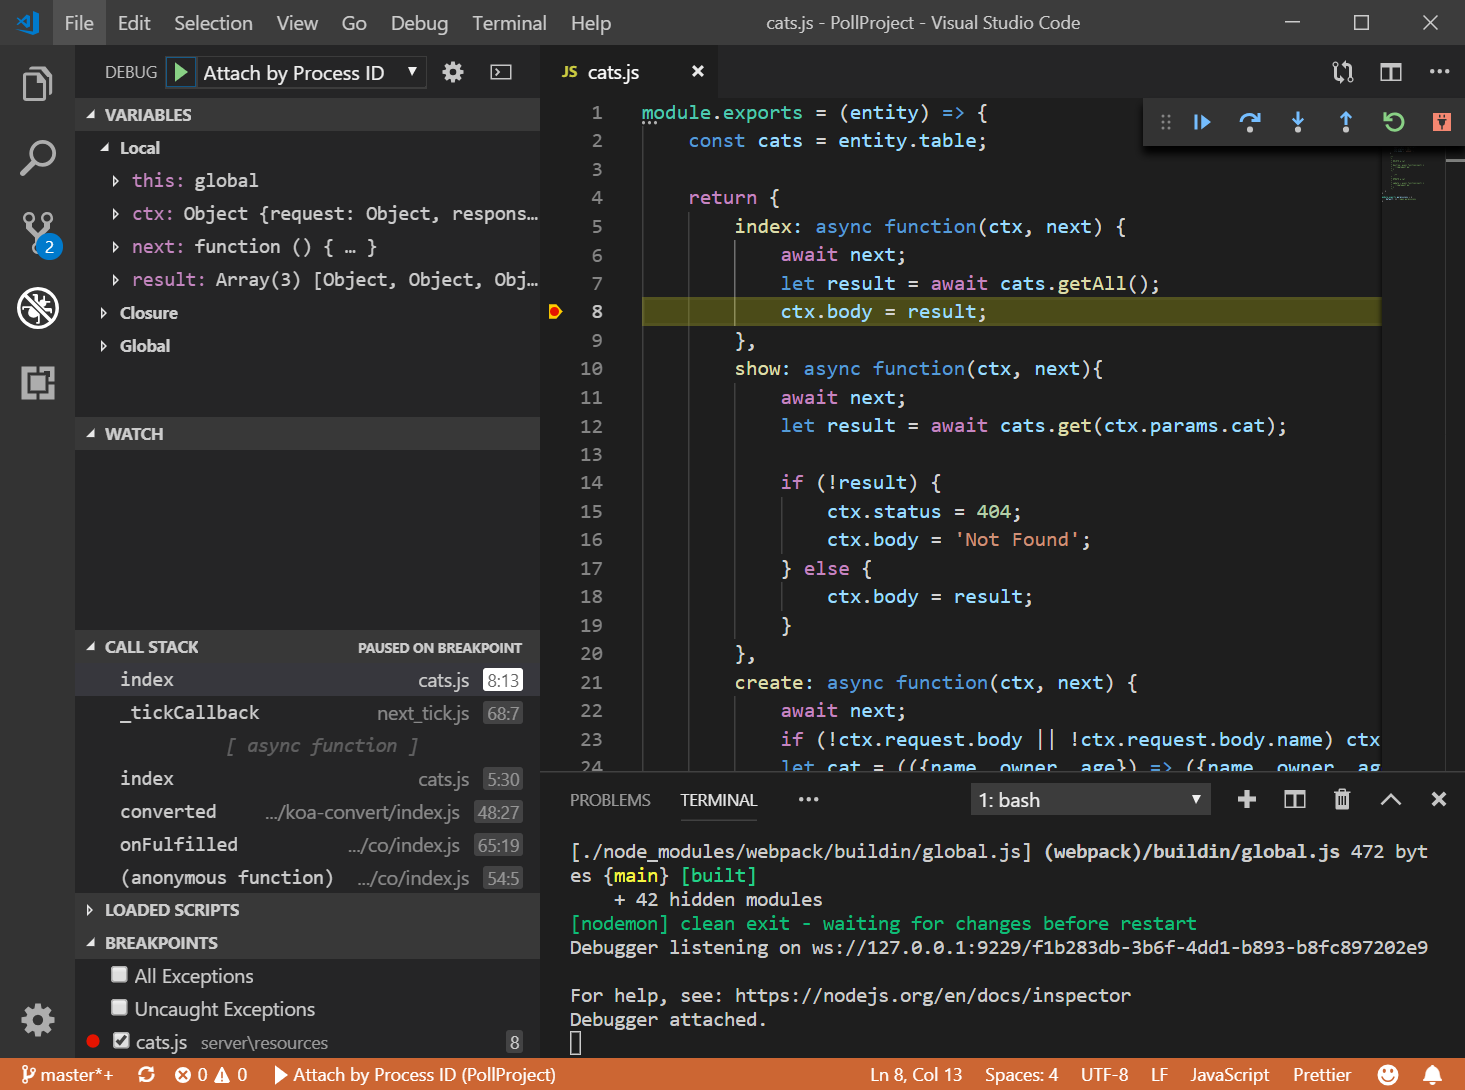 File Edit Selection View Go Debug Terminal Help cats.js - PollProject - Visual Studio Code
DEBUG Attach by Process ID
VARIABLES
Local
this: global
ctx: Object {request: Object, respons…
next: function () { … }
result: Array(3) [Object, Object, Obj…
Closure
Global
WATCH
CALL STACK PAUSED ON BREAKPOINT
index cats.js 8:13
_tickCallback next_tick.js 68:7
[ async function ]
index cats.js 5:30
converted .../koa-convert/index.js 48:27
onFulfilled .../co/index.js 65:19
(anonymous function) .../co/index.js 54:5
LOADED SCRIPTS
BREAKPOINTS
All Exceptions
Uncaught Exceptions
cats.js server\resources 8
2
JS cats.js
1 module.exports = (entity) => {
2 const cats = entity.table;
3
4 return {
5 index: async function(ctx, next) {
6 await next;
7 let result = await cats.getAll();
8 ctx.body = result;
9 },
10 show: async function(ctx, next){
11 await next;
12 let result = await cats.get(ctx.params.cat);
13
14 if (!result) {
15 ctx.status = 404;
16 ctx.body = 'Not Found';
17 } else {
18 ctx.body = result;
19 }
20 },
21 create: async function(ctx, next) {
22 await next;
23 if (!ctx.request.body || !ctx.request.body.name) ctx
24 let cat = (({name, owner, age}) => ({name, owner, ag
PROBLEMS TERMINAL ··· 1: bash
[./node_modules/webpack/buildin/global.js] (webpack)/buildin/global.js 472 byt
es {main} [built]
+ 42 hidden modules
[nodemon] clean exit - waiting for changes before restart
Debugger listening on ws://127.0.0.1:9229/f1b283db-3b6f-4dd1-b893-b8fc897202e9
For help, see: https://nodejs.org/en/docs/inspector
Debugger attached.
master*+ 0 0 Attach by Process ID (PollProject) Ln 8, Col 13 Spaces: 4 UTF-8 LF JavaScript Prettier